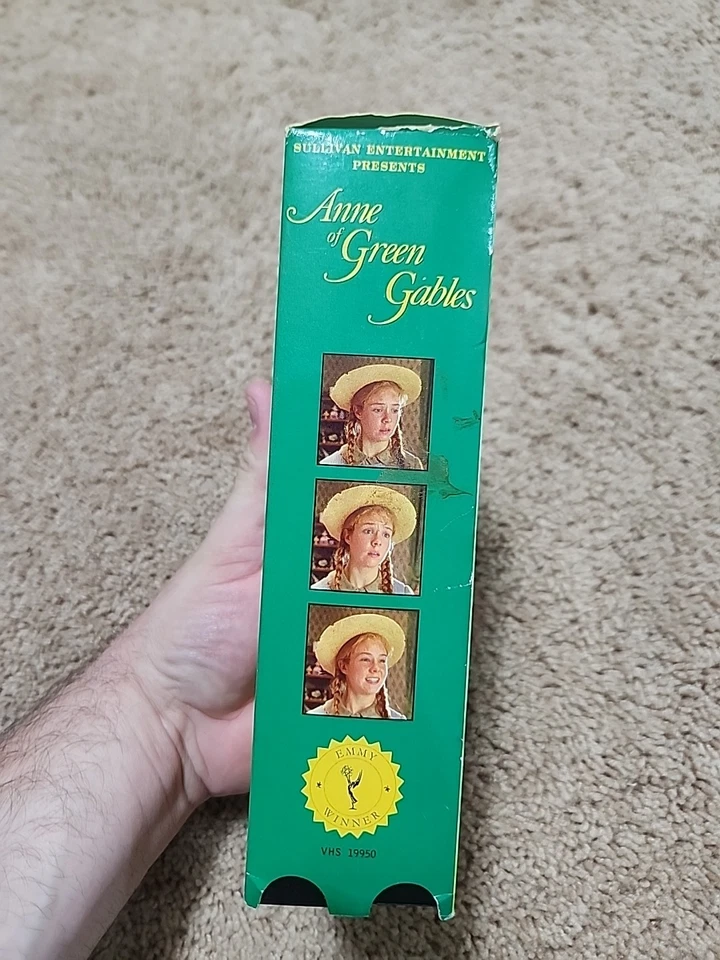 SULLIVAN ENTERTAINMENT
PRESENTS
Anne
of Green
Gables
EMMY
WINNER
VHS 19950